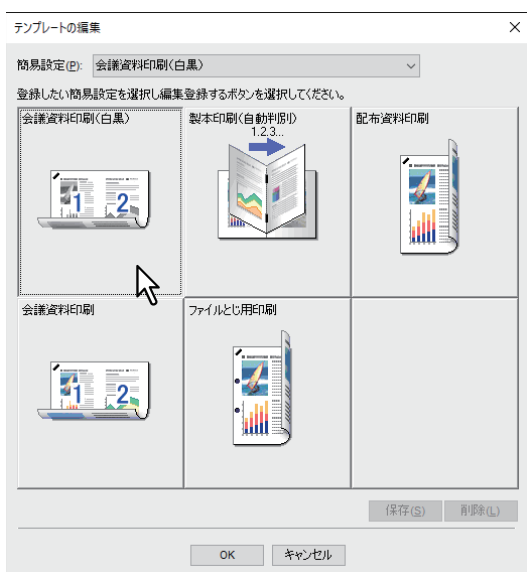 テンプレートの編集
簡易設定(P): 会議資料印刷(白黒)
登録したい簡易設定を選択し編集登録するボタンを選択してください。
会議資料印刷(白黒) 製本印刷(自動判別) 配布資料印刷
1.2.3...
1 2
会議資料印刷 ファイルとじ用印刷
1 2
保存(S) 削除(L)
OK キャンセル